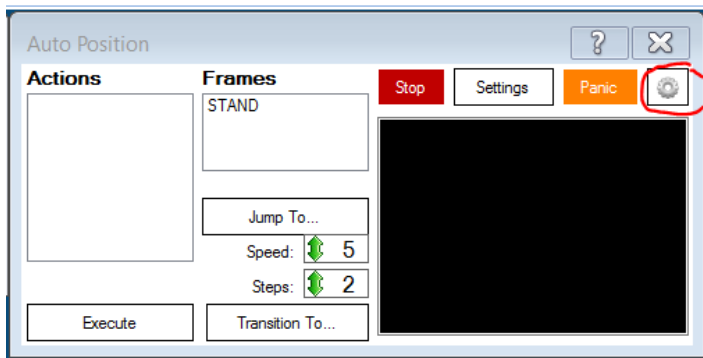 Auto Position
Actions
Frames
Stop
Settings
Panic
STAND
Jump To...
Speed: 5
Steps: 2
Execute
Transition To...